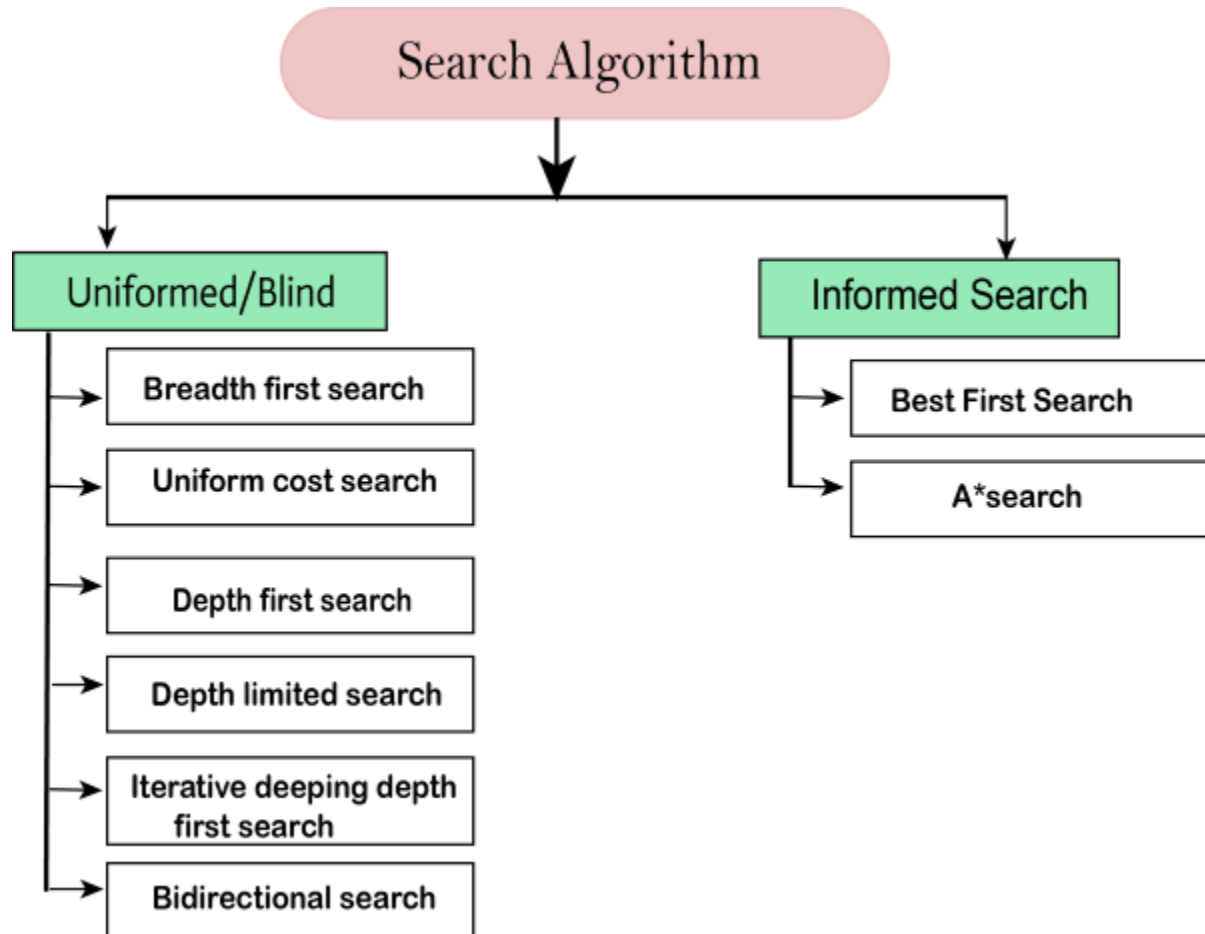 Search Algorithm
Uniformed/Blind
Breadth first search
Uniform cost search
Depth first search
Depth limited search
Iterative deeping depth
first search
Bidirectional search
Informed Search
Best First Search
A*search